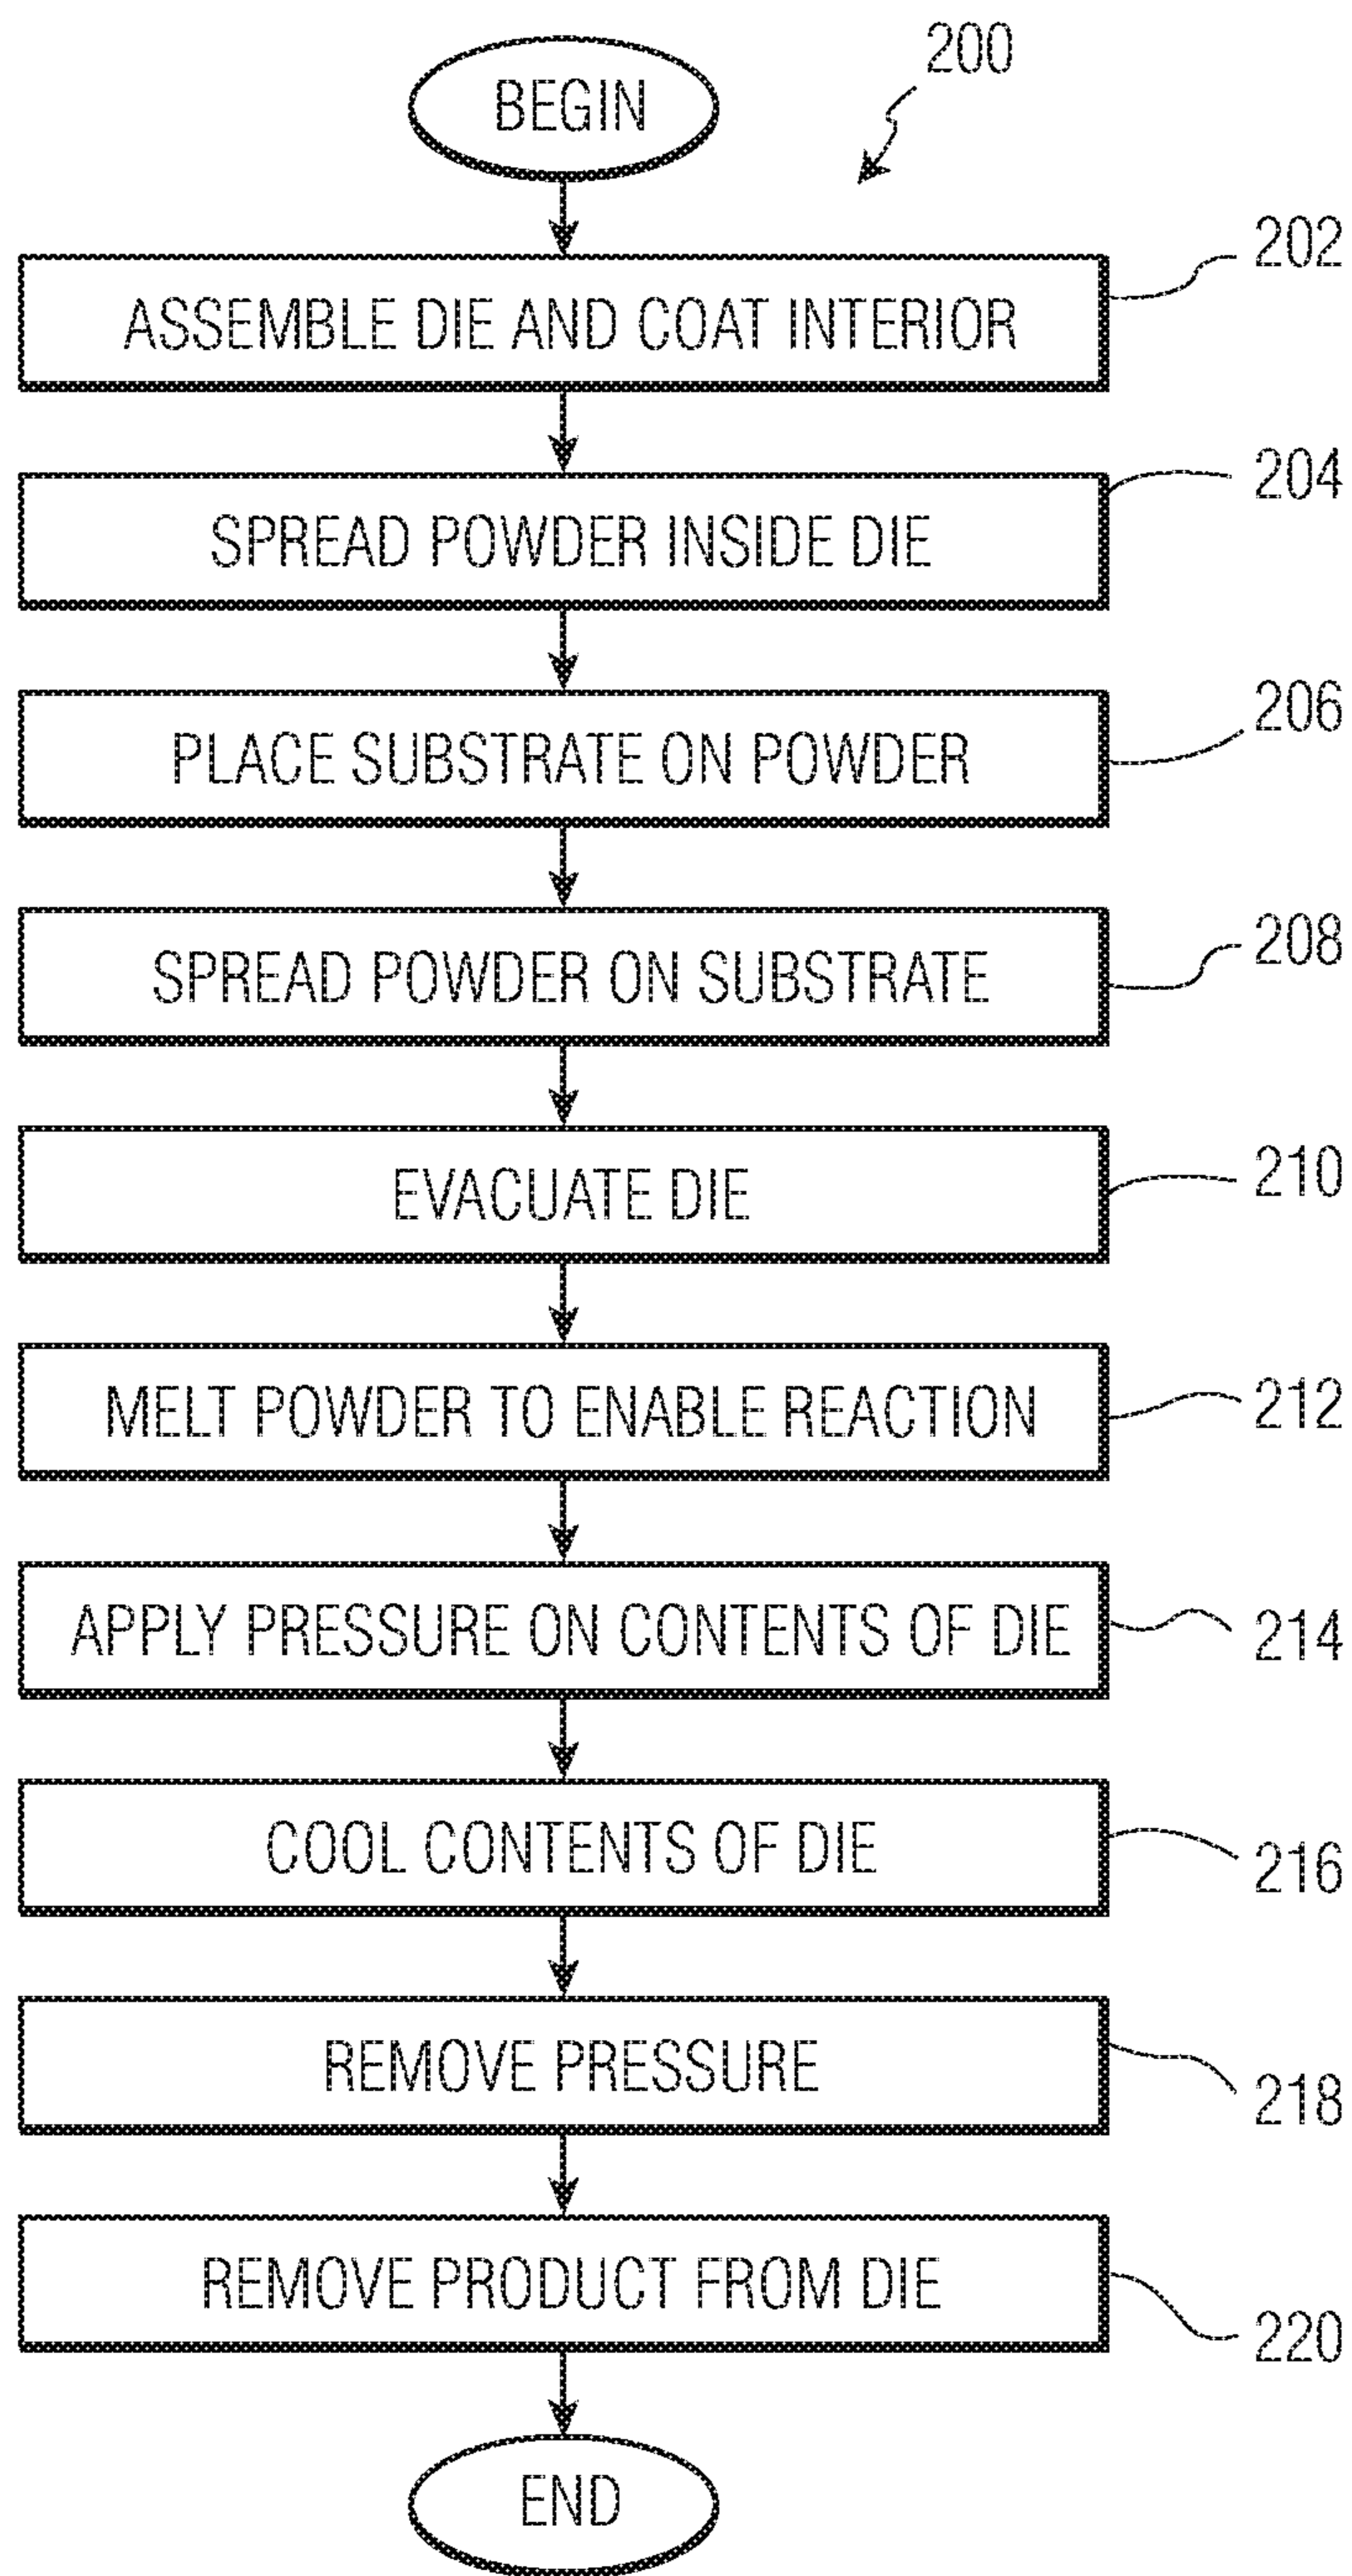 BEGIN
200
ASSEMBLE DIE AND COAT INTERIOR
202
SPREAD POWDER INSIDE DIE
204
PLACE SUBSTRATE ON POWDER
206
SPREAD POWDER ON SUBSTRATE
208
EVACUATE DIE
210
MELT POWDER TO ENABLE REACTION
212
APPLY PRESSURE ON CONTENTS OF DIE
214
COOL CONTENTS OF DIE
216
REMOVE PRESSURE
218
REMOVE PRODUCT FROM DIE
220
END